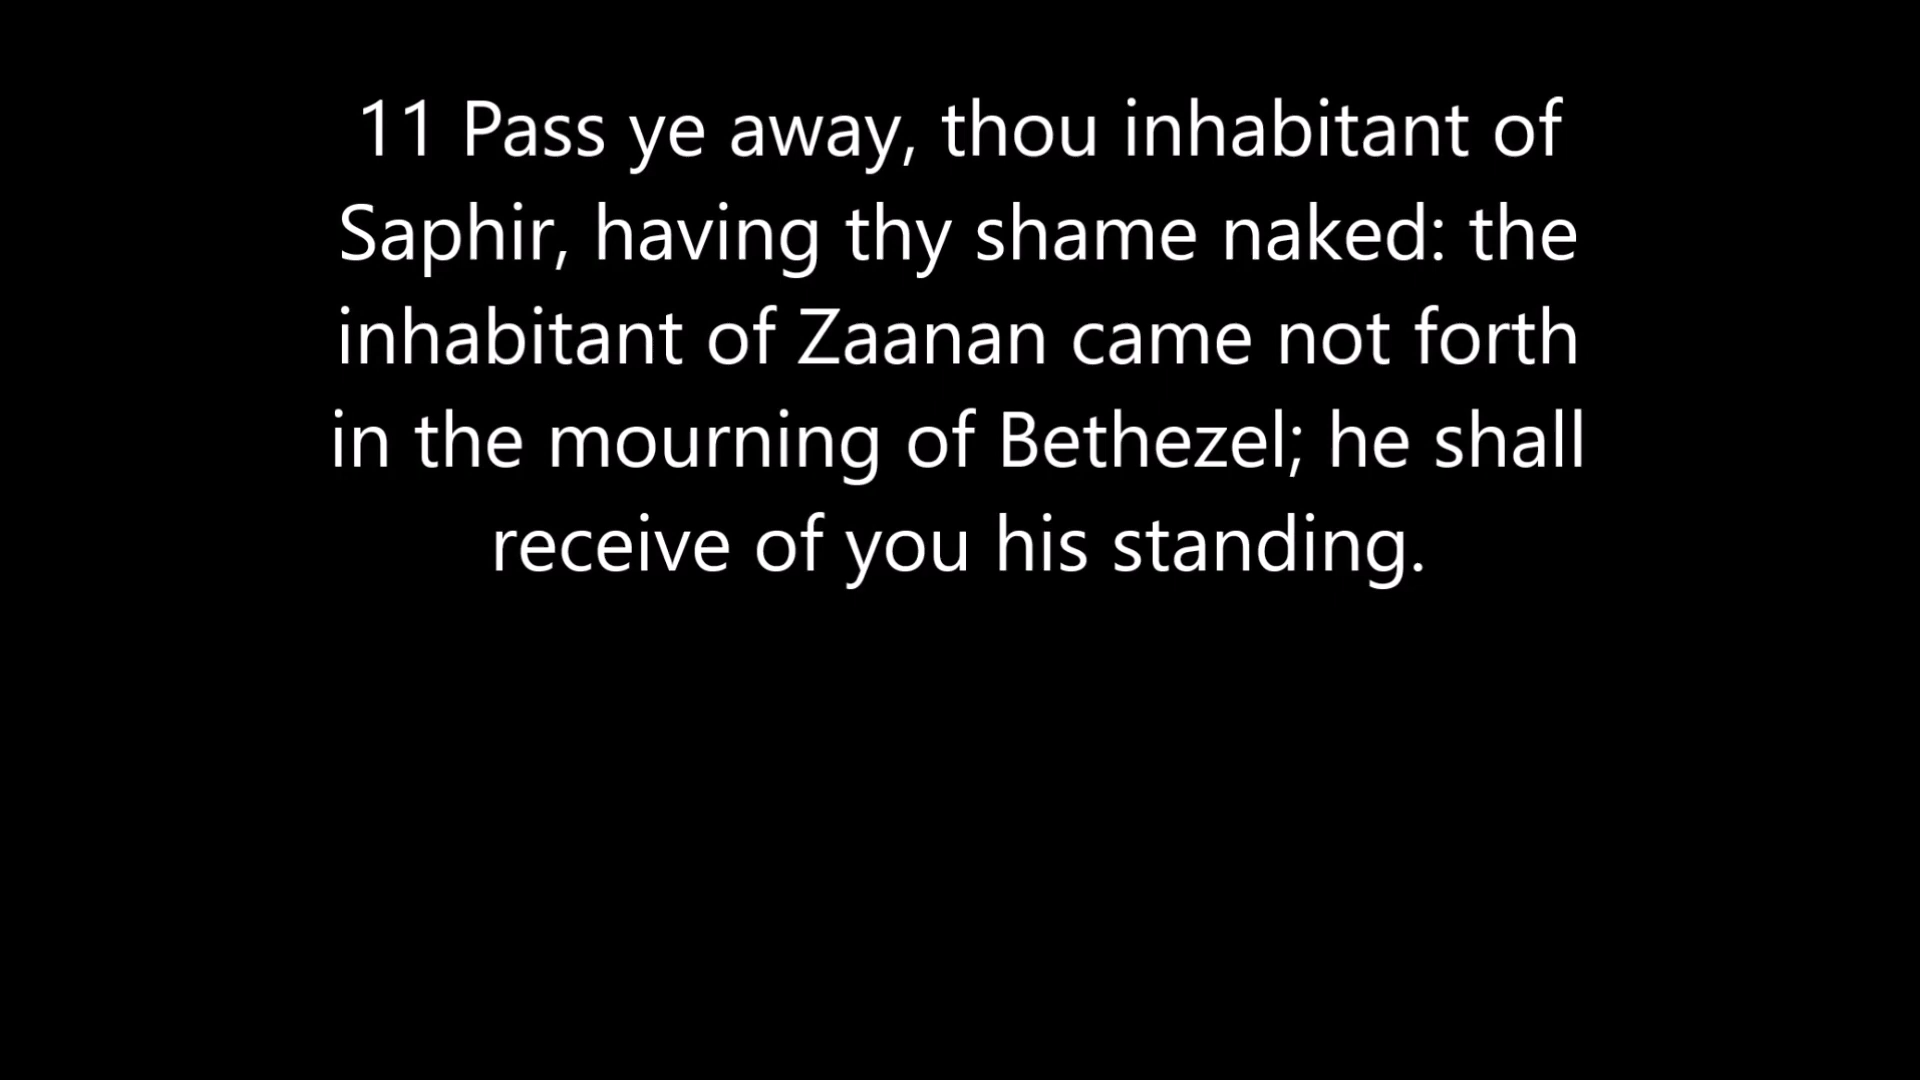 11 Pass ye away, thou inhabitant of
Saphir, having thy shame naked: the
inhabitant of Zaanan came not forth
in the mourning of Bethezel; he shall
receive of you his standing.